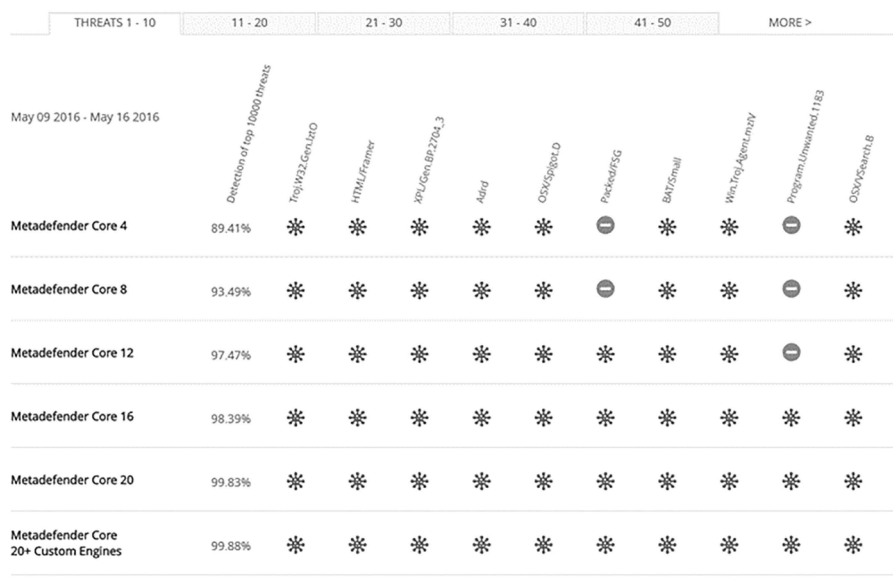 THREATS 1 - 10
11 - 20
21 - 30
31 - 40
41 - 50
MORE >
May 09 2016 - May 16 2016
Detection of top 10000 threats
Troj.W32.Gen.lztO
HTML/Framer
XPL/Gen.BP.2704_3
Adrd
OSX/Spigot.D
Packed/FSG
BAT/Small
Win.Troj.Agent.mzlV
Program.Unwanted.1183
OSX/VSearch.B
Metadefender Core 4
89.41%
Metadefender Core 8
93.49%
Metadefender Core 12
97.47%
Metadefender Core 16
98.39%
Metadefender Core 20
99.83%
Metadefender Core
20+ Custom Engines
99.88%